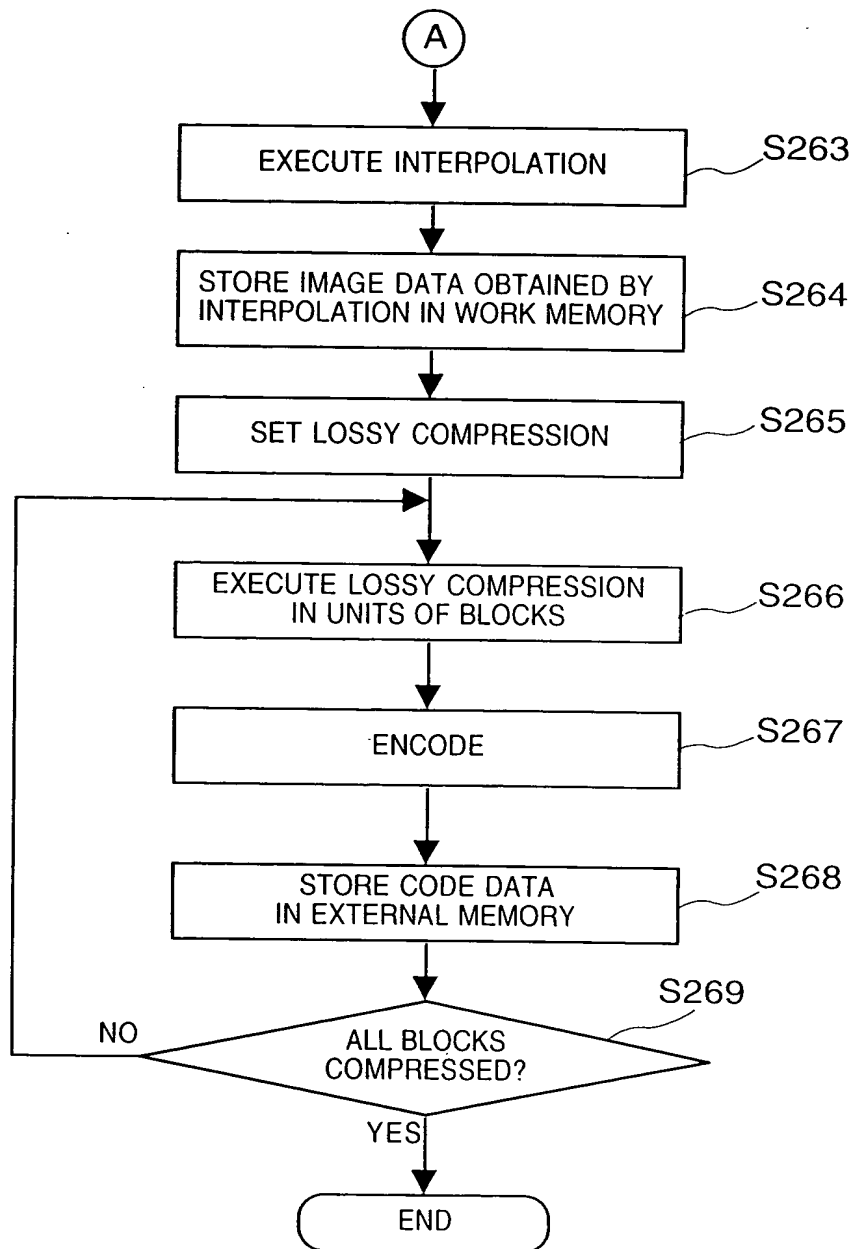 A
EXECUTE INTERPOLATION
S263
STORE IMAGE DATA OBTAINED BY
INTERPOLATION IN WORK MEMORY
S264
SET LOSSY COMPRESSION
S265
EXECUTE LOSSY COMPRESSION
IN UNITS OF BLOCKS
S266
ENCODE
S267
STORE CODE DATA
IN EXTERNAL MEMORY
S268
S269
NO
ALL BLOCKS
COMPRESSED?
YES
END